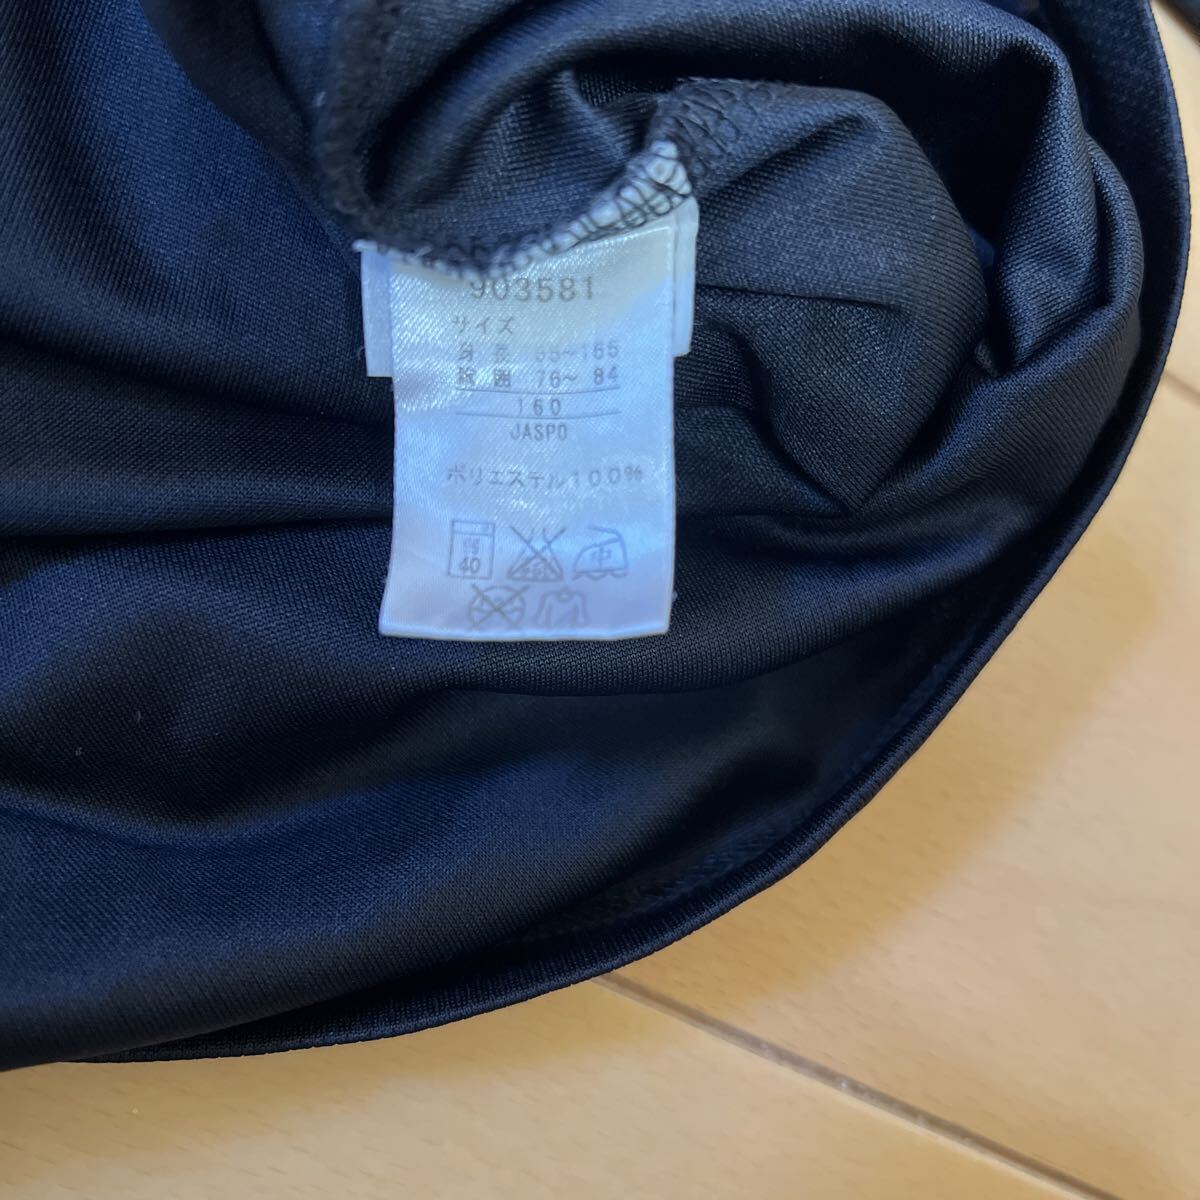 903581
サイズ
身長 55~165
胸囲 76~ 84
160
JASPO
ポリエステル100%
40
中